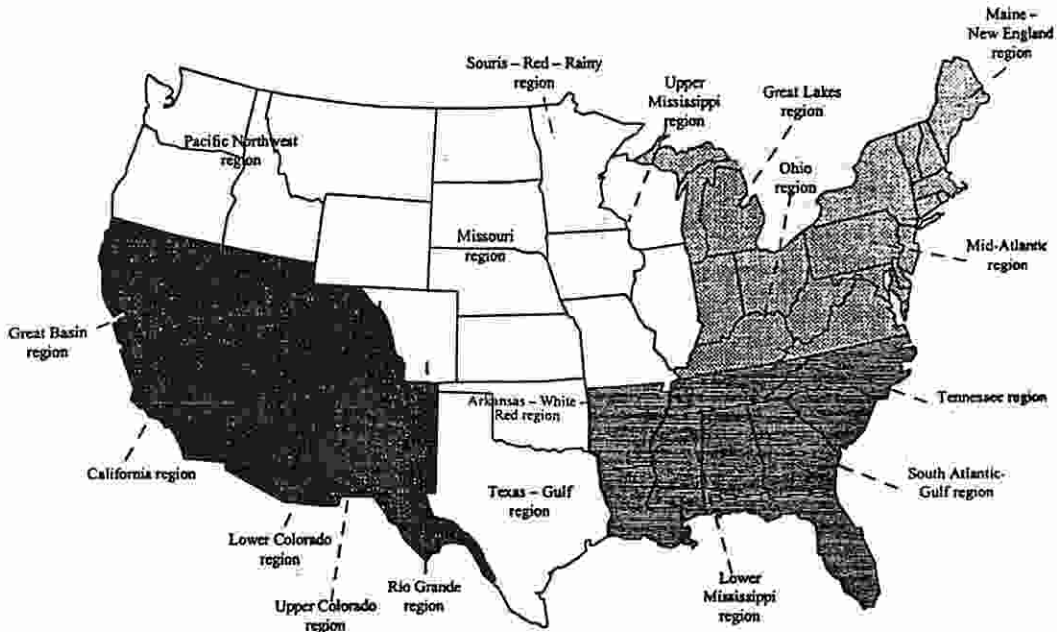 Maine –
New England
region
Souris – Red – Rainy
region
Upper
Mississippi
region
Great Lakes
region
Ohio
region
Pacific Northwest
region
Missouri
region
Mid-Atlantic
region
Great Basin
region
Arkansas – White –
Red region
Tennessee region
California region
South Atlantic-
Gulf region
Texas – Gulf
region
Lower Colorado
region
Rio Grande
region
Lower
Mississippi
region
Upper Colorado
region